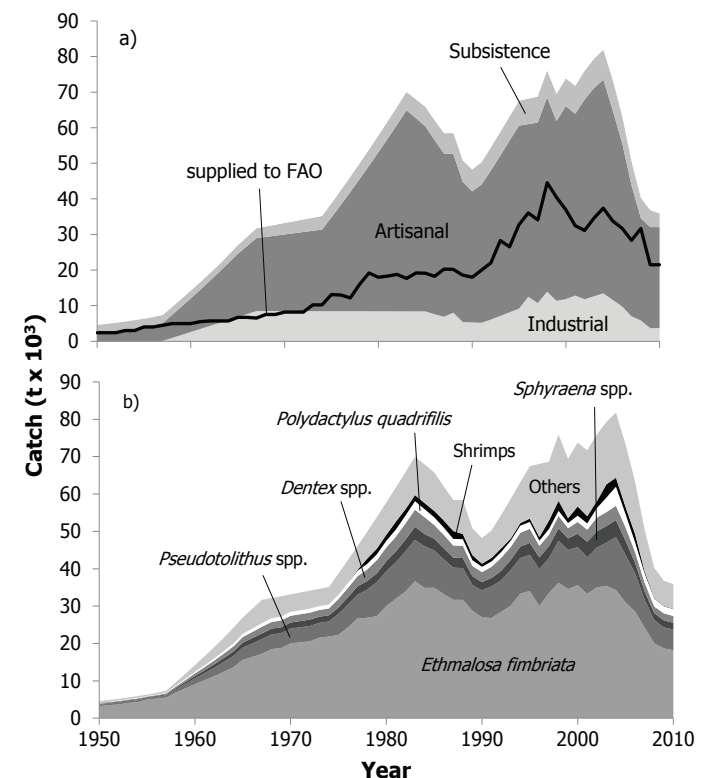 90
a)
80
Subsistence
70
60
50
supplied to FAO
40
30
Artisanal
20
10
Industrial
0
Catch (t x 10³)
90
b)
Sphyraena spp.
80
Polydactylus quadrifilis
70
Shrimps
60
Dentex spp.
Others
50
Pseudotolithus spp.
40
30
20
Ethmalosa fimbriata
10
0
1950 1960 1970 1980 1990 2000 2010
Year